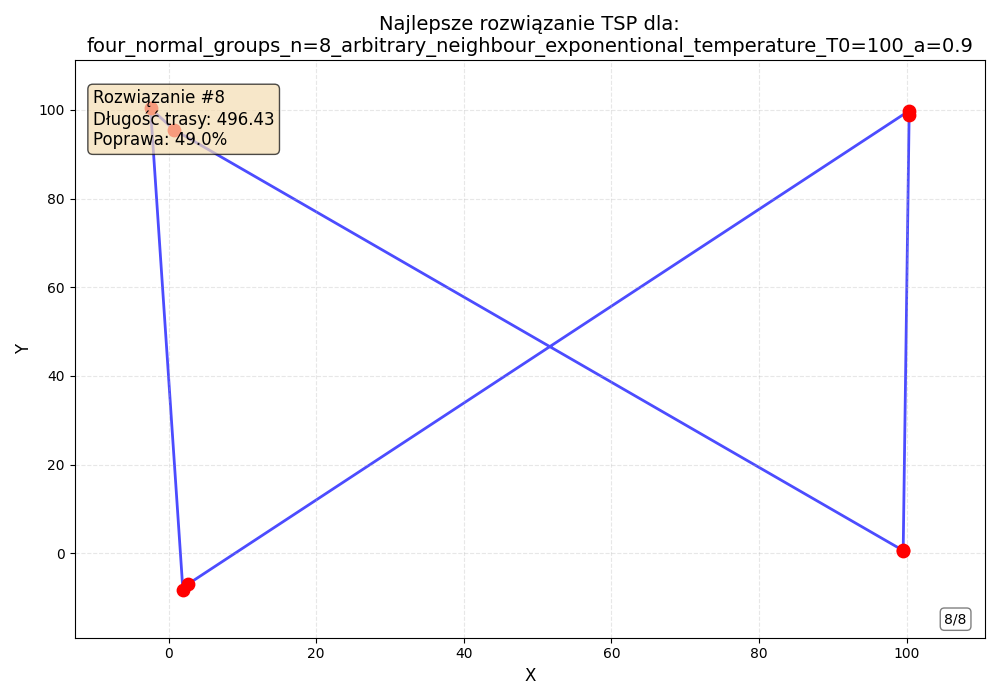 Najlepsze rozwiązanie TSP dla:
four_normal_groups_n=8_arbitrary_neighbour_exponentional_temperature_T0=100_a=0.9
Rozwiązanie #8
Długość trasy: 496.43
Poprawa: 49.0%
100
80
60
40
20
0
Y
8/8
0 20 40 60 80 100
X